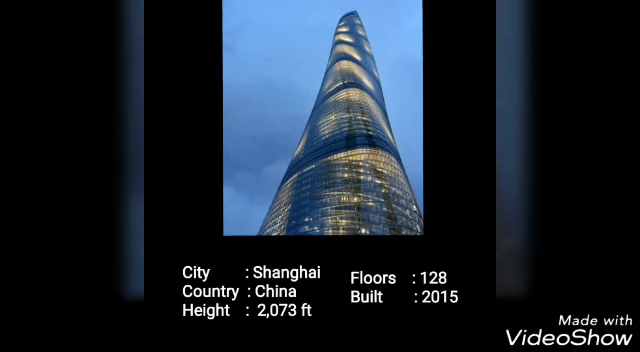 City : Shanghai
Country : China
Height : 2,073 ft
Floors : 128
Built : 2015
Made with
VideoShow